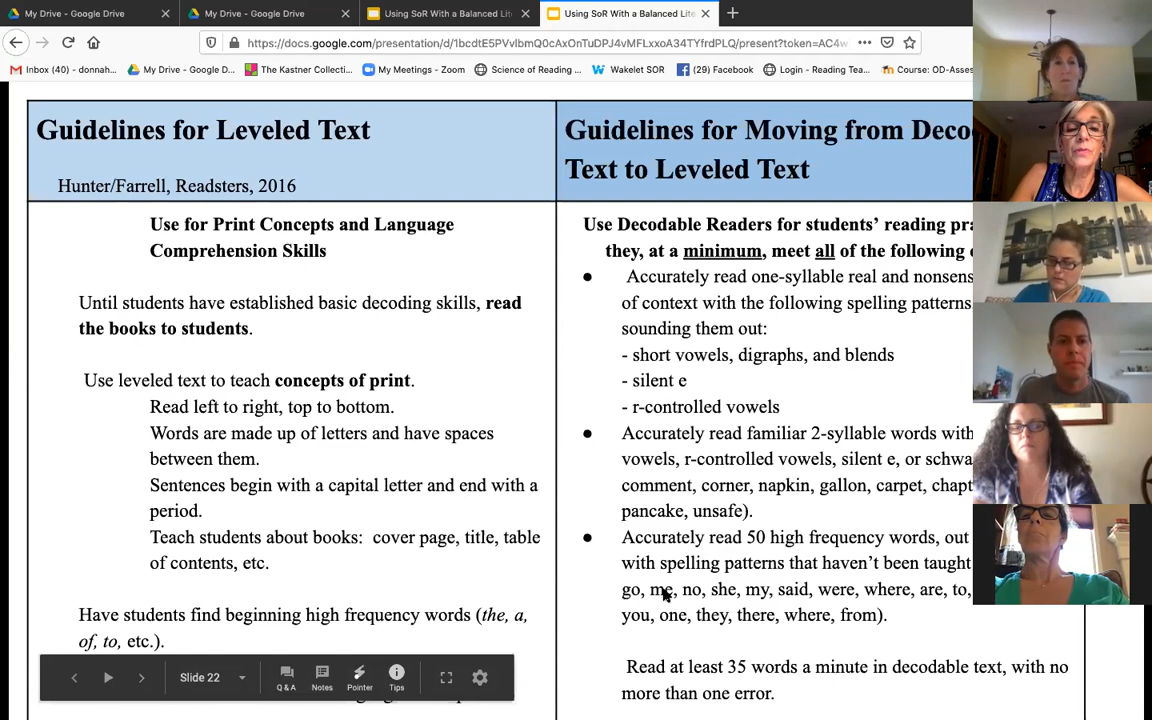 My Drive - Google Drive
My Drive - Google Drive
Using SoR With a Balanced Lite
Using SoR With a Balanced Lite
https://docs.google.com/presentation/d/1bcdtE5PVvlbmQ0cAxOnTuDPJ4vMFLxxoA34TYfrdPLQ/present?token=AC4w
Inbox (40) - donnah...
My Drive - Google D...
The Kastner Collecti...
My Meetings - Zoom
Science of Reading ...
Wakelet SOR
(29) Facebook
Login - Reading Tea...
Course: OD-Asses
Guidelines for Leveled Text
Hunter/Farrell, Readsters, 2016
Use for Print Concepts and Language
Comprehension Skills
Until students have established basic decoding skills, read
the books to students.
Use leveled text to teach concepts of print.
Read left to right, top to bottom.
Words are made up of letters and have spaces
between them.
Sentences begin with a capital letter and end with a
period.
Teach students about books: cover page, title, table
of contents, etc.
Have students find beginning high frequency words (the, a,
of, to, etc.).
Guidelines for Moving from Deco
Text to Leveled Text
Use Decodable Readers for students' reading pra
they, at a minimum, meet all of the following
● Accurately read one-syllable real and nonsens
of context with the following spelling patterns,
sounding them out:
- short vowels, digraphs, and blends
- silent e
- r-controlled vowels
● Accurately read familiar 2-syllable words with
vowels, r-controlled vowels, silent e, or schwa
comment, corner, napkin, gallon, carpet, chapt
pancake, unsafe).
● Accurately read 50 high frequency words, out
with spelling patterns that haven't been taught
go, me, no, she, my, said, were, where, are, to,
you, one, they, there, where, from).
Read at least 35 words a minute in decodable text, with no
more than one error.
Slide 22
Q & A
Notes
Pointer
Tips